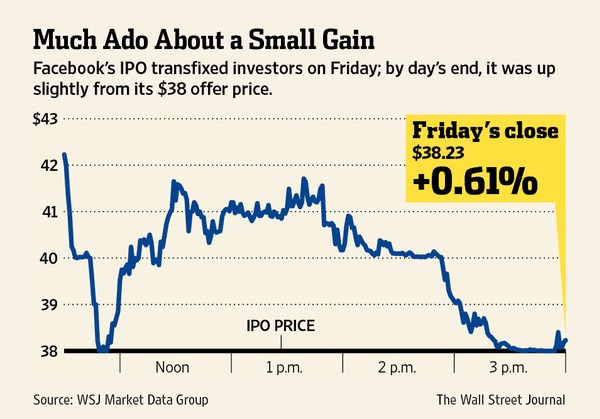 Much Ado About a Small Gain
Facebook's IPO transfixed investors on Friday; by day's end, it was up
slightly from its $38 offer price.
$43
Friday's close
$38.23
+0.61%
42
41
40
39
IPO PRICE
38
Noon
1 p.m.
2 p.m.
3 p.m.
Source: WSJ Market Data Group
The Wall Street Journal